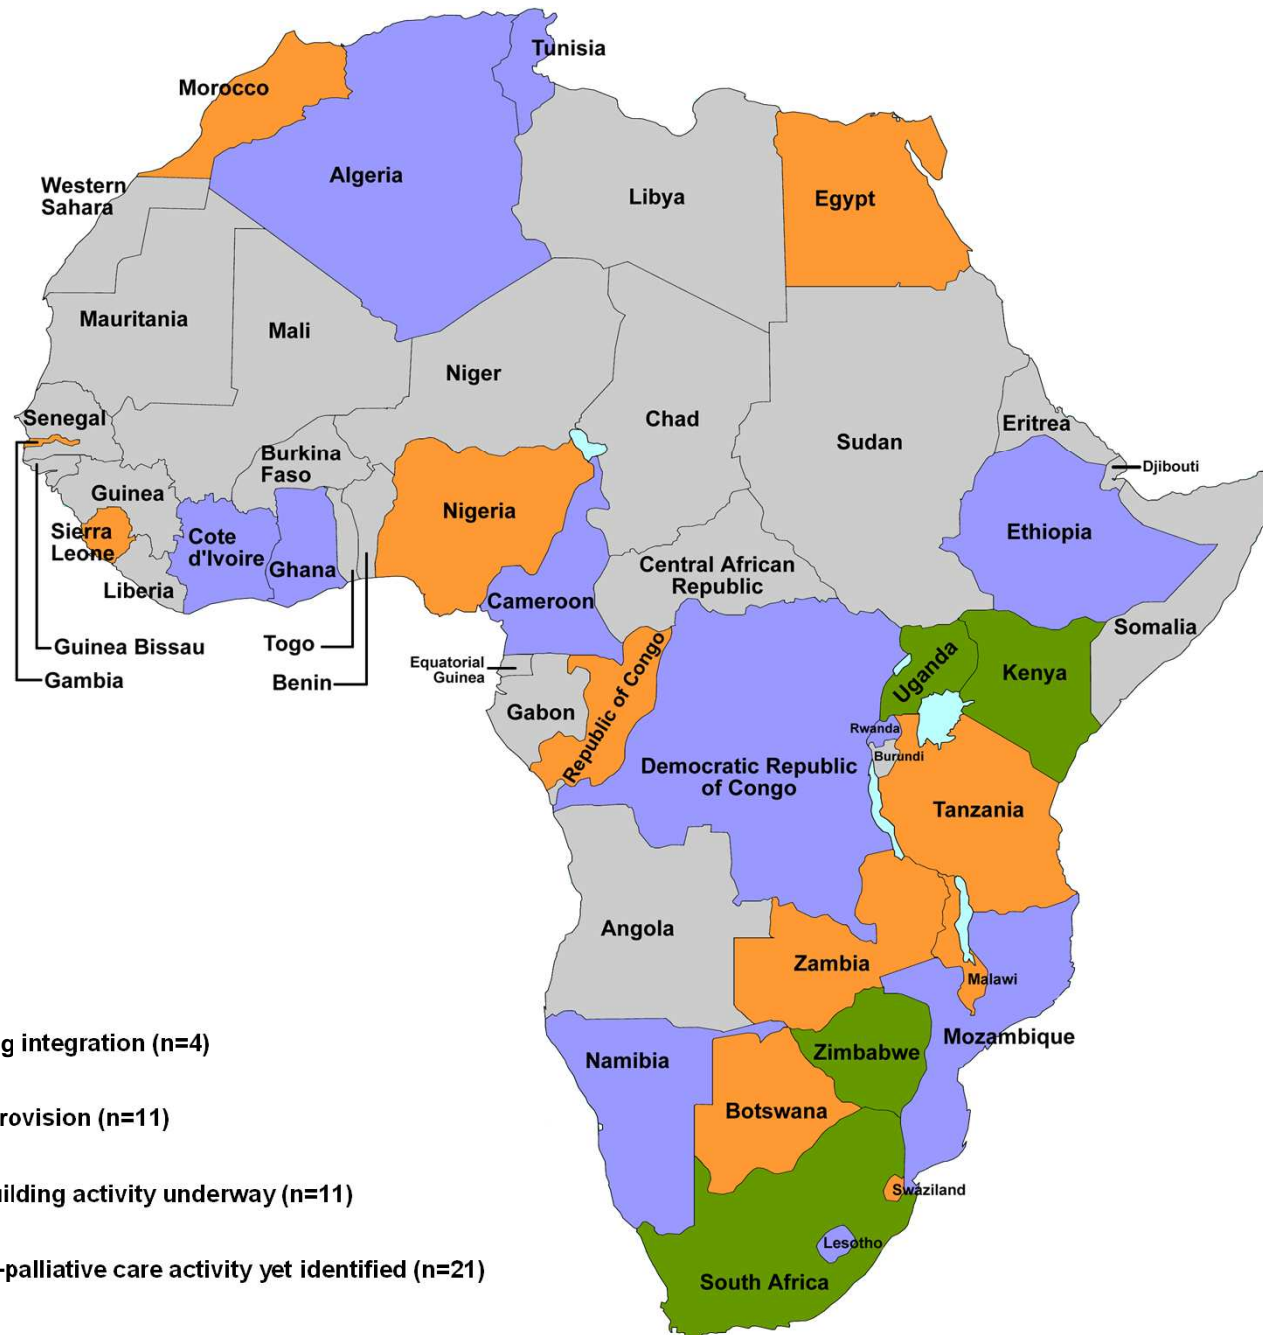 Tunisia
Morocco
Algeria
Western
Sahara
Libya
Egypt
Mauritania
Mali
Niger
Chad
Sudan
Senegal
Eritrea
Burkina
Faso
Djibouti
Guinea
Nigeria
Ethiopia
Sierra
Leone
Cote
d'Ivoire
Ghana
Central African
Republic
Liberia
Cameroon
Somalia
Guinea Bissau
Togo
Gambia
Benin
Equatorial
Guinea
Uganda
Kenya
Gabon
Republic of Congo
Rwanda
Burundi
Democratic Republic
of Congo
Tanzania
Angola
Zambia
Malawi
Mozambique
g integration (n=4)
Zimbabwe
Namibia
Botswana
rovision (n=11)
uilding activity underway (n=11)
Swaziland
Lesotho
-palliative care activity yet identified (n=21)
South Africa